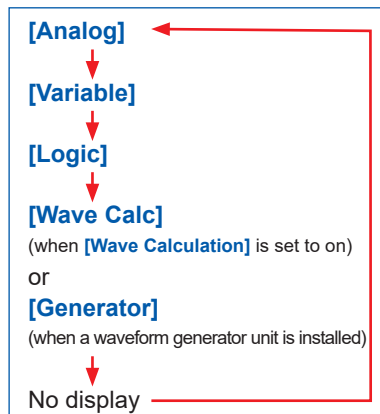 [Analog]
[Variable]
[Logic]
[Wave Calc]
(when [Wave Calculation] is set to on)
or
[Generator]
(when a waveform generator unit is installed)
No display